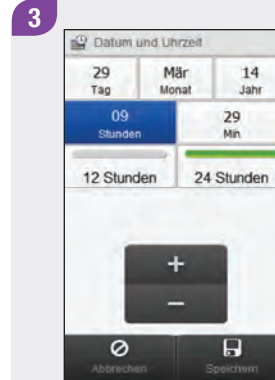 3
Datum und Uhrzeit
29 Mär 14
Tag Monat Jahr
09 29
Stunden Min.
12 Stunden 24 Stunden
+
−
Abbrechen Speichern